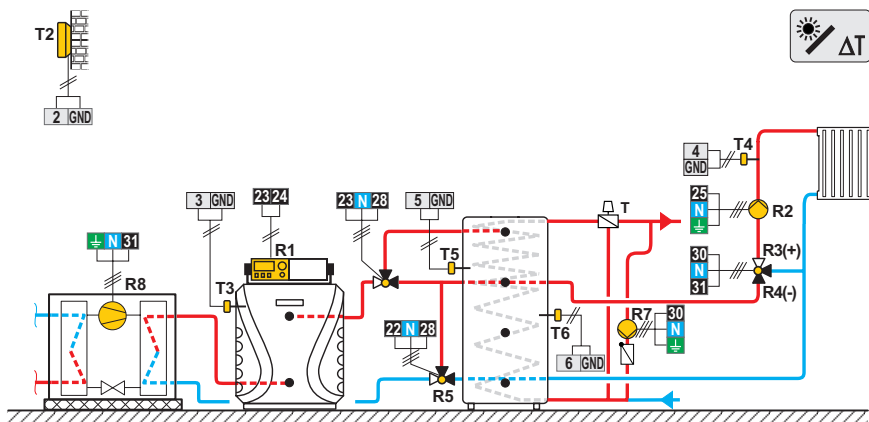 T2
2 GND
ΔT
4
GND
T4
3 GND
23 24
23 N 28
5 GND
T
25
N
R2
N 31
R1
R8
T5
R3(+)
30
N
31
T3
R4(-)
R7
30
N
22 N 28
T6
6 GND
R5